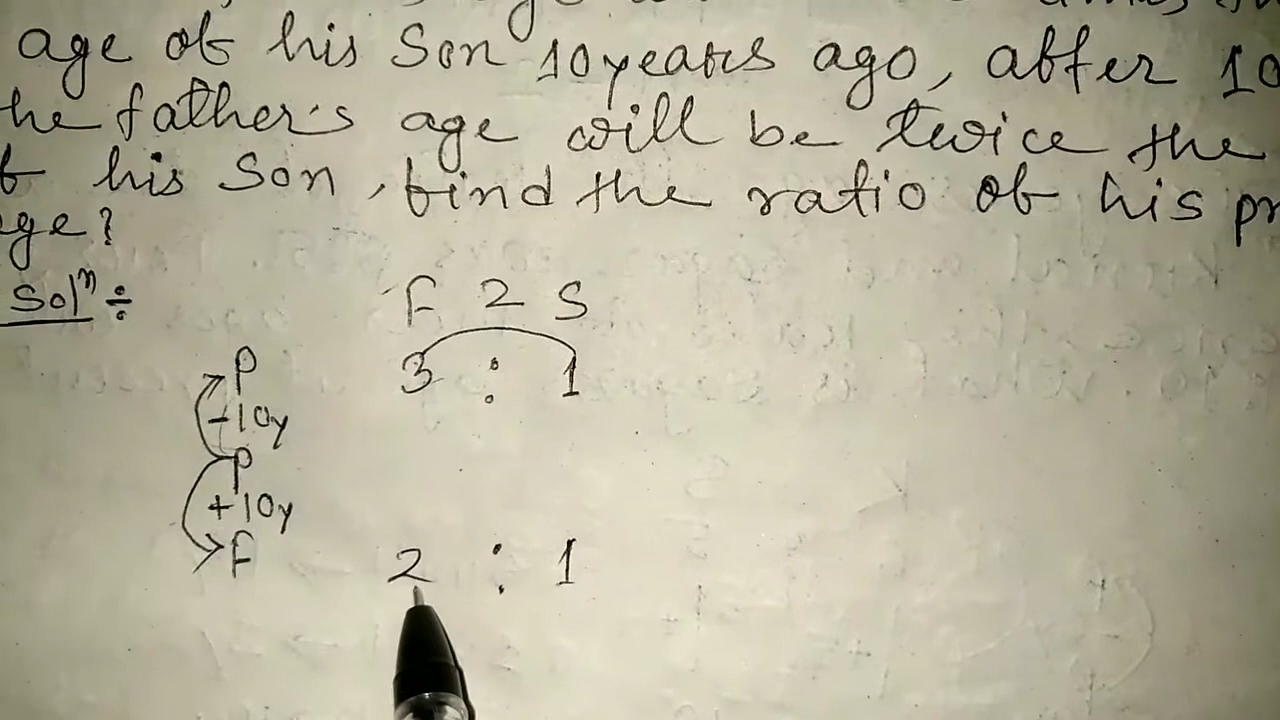 age of his Son 10 years ago, after 10
he father's age will be twice the
his Son, find the ratio of his
ge?
Solⁿ÷
F 2 S
P 3 : 1
-10y
P
+10y
F 2 : 1